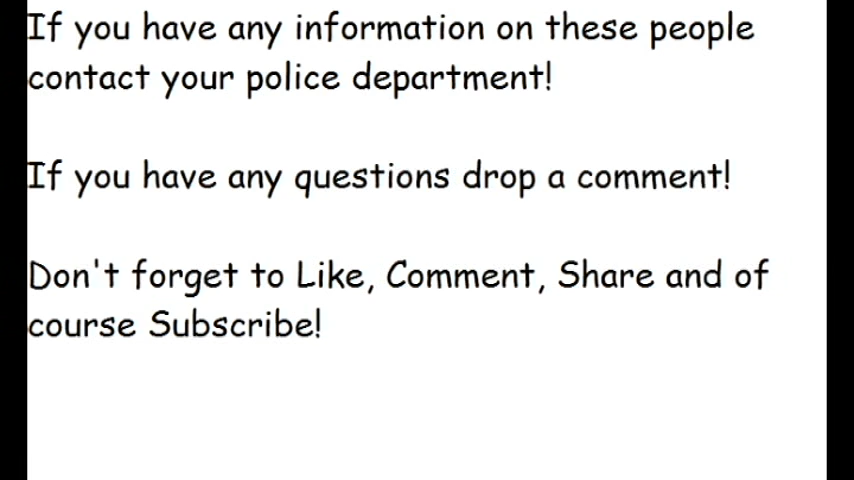 If you have any information on these people
contact your police department!
If you have any questions drop a comment!
Don't forget to Like, Comment, Share and of
course Subscribe!